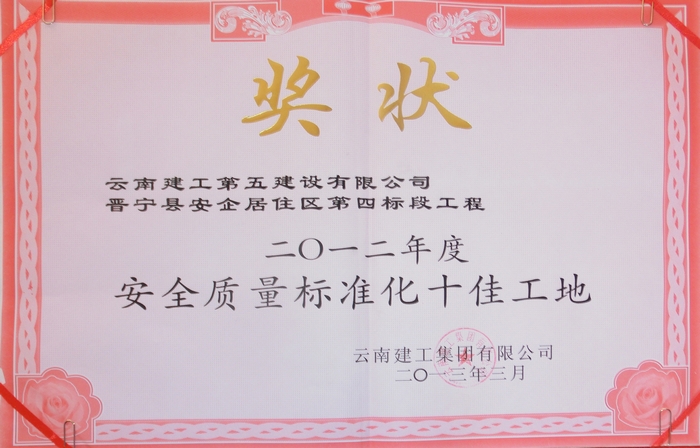 奖状
云南建工第五建设有限公司
晋宁县安企居住区第四标段工程
二〇一二年度
安全质量标准化十佳工地
云南建工集团有限公司
二〇一三年三月